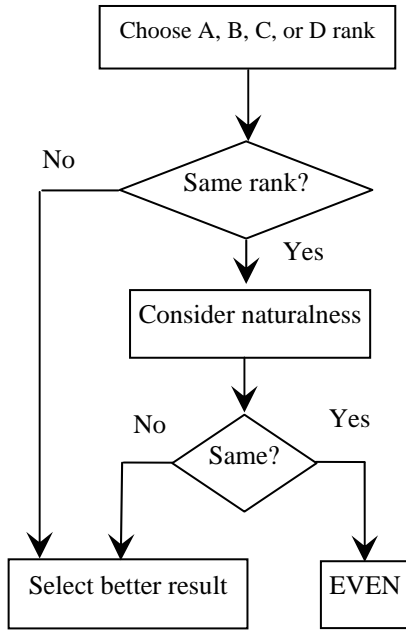 Choose A, B, C, or D rank
No
Same rank?
Yes
Consider naturalness
No
Yes
Same?
Select better result
EVEN